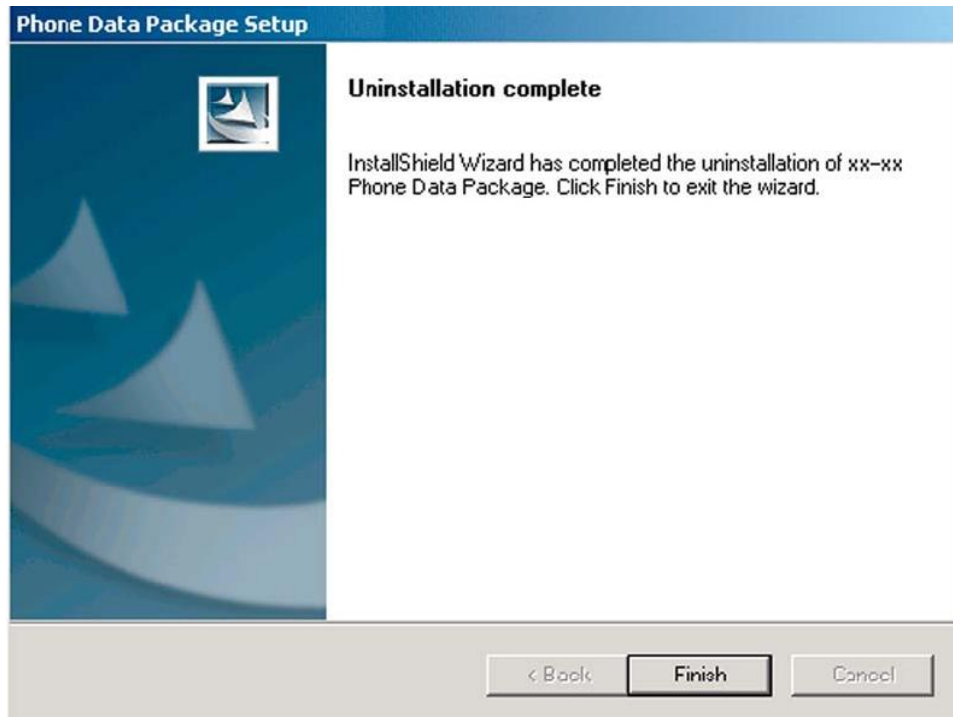 Phone Data Package Setup
Uninstallation complete
InstallShield Wizard has completed the uninstallation of xx-xx
Phone Data Package. Click Finish to exit the wizard.
< Back
Finish
Cancel